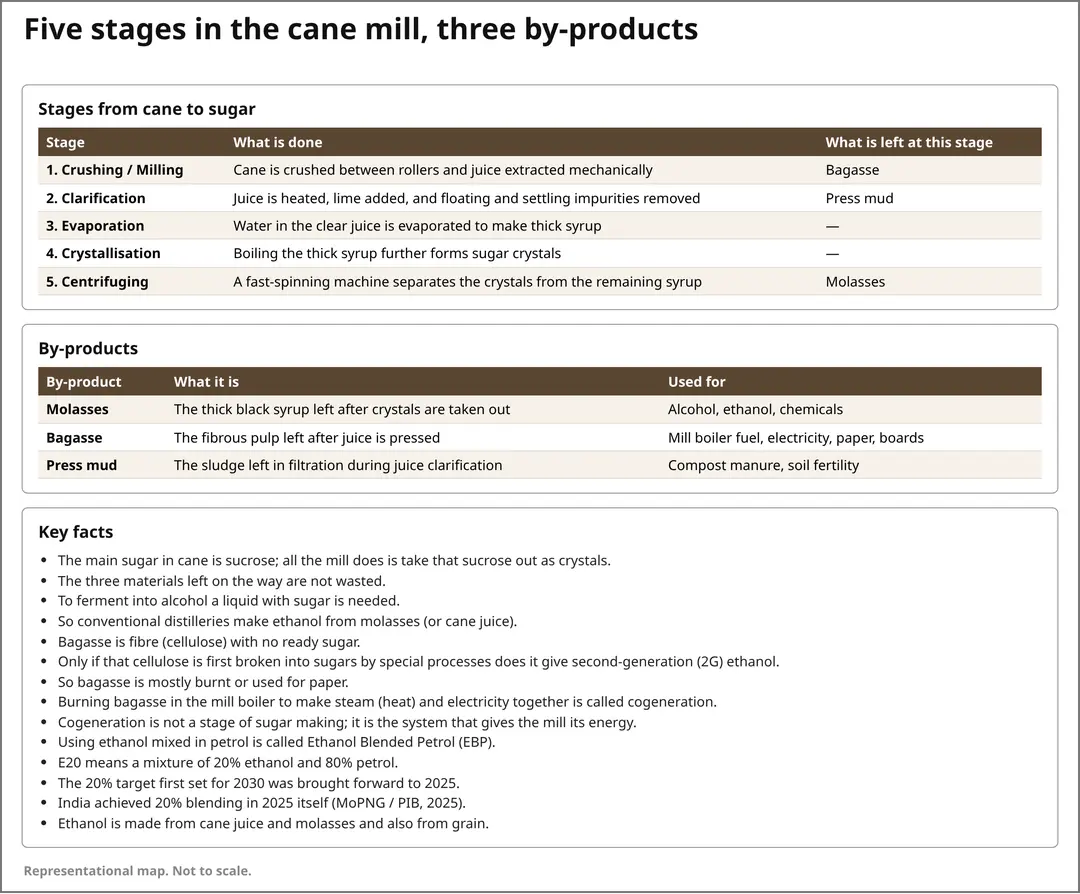 Five stages in the cane mill, three by-products
Stages from cane to sugar
Stage What is done What is left at this stage
1. Crushing / Milling Cane is crushed between rollers and juice extracted mechanically Bagasse
2. Clarification Juice is heated, lime added, and floating and settling impurities removed Press mud
3. Evaporation Water in the clear juice is evaporated to make thick syrup —
4. Crystallisation Boiling the thick syrup further forms sugar crystals —
5. Centrifuging A fast-spinning machine separates the crystals from the remaining syrup Molasses
By-products
By-product What it is Used for
Molasses The thick black syrup left after crystals are taken out Alcohol, ethanol, chemicals
Bagasse The fibrous pulp left after juice is pressed Mill boiler fuel, electricity, paper, boards
Press mud The sludge left in filtration during juice clarification Compost manure, soil fertility
Key facts
• The main sugar in cane is sucrose; all the mill does is take that sucrose out as crystals.
• The three materials left on the way are not wasted.
• To ferment into alcohol a liquid with sugar is needed.
• So conventional distilleries make ethanol from molasses (or cane juice).
• Bagasse is fibre (cellulose) with no ready sugar.
• Only if that cellulose is first broken into sugars by special processes does it give second-generation (2G) ethanol.
• So bagasse is mostly burnt or used for paper.
• Burning bagasse in the mill boiler to make steam (heat) and electricity together is called cogeneration.
• Cogeneration is not a stage of sugar making; it is the system that gives the mill its energy.
• Using ethanol mixed in petrol is called Ethanol Blended Petrol (EBP).
• E20 means a mixture of 20% ethanol and 80% petrol.
• The 20% target first set for 2030 was brought forward to 2025.
• India achieved 20% blending in 2025 itself (MoPNG / PIB, 2025).
• Ethanol is made from cane juice and molasses and also from grain.
Representational map. Not to scale.